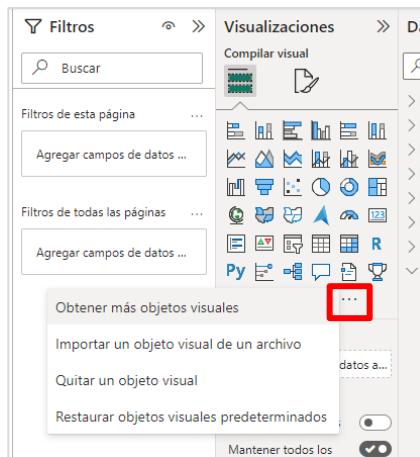 Filtros
Buscar
Filtros de esta página
...
Agregar campos de datos ...
Filtros de todas las páginas
...
Agregar campos de datos ...
Visualizaciones
Compilar visual
123
R
Py
...
Obtener más objetos visuales
Importar un objeto visual de un archivo
Quitar un objeto visual
Restaurar objetos visuales predeterminados
datos a...
Mantener todos los